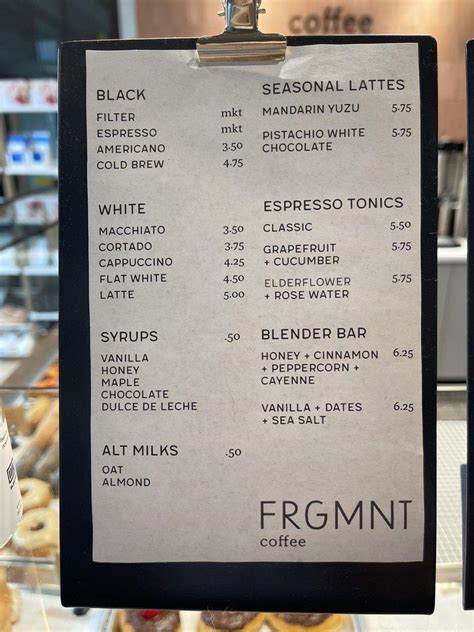 coffee
BLACK
FILTER mkt
ESPRESSO mkt
AMERICANO 3.50
COLD BREW 4.75
WHITE
MACCHIATO 3.50
CORTADO 3.75
CAPPUCCINO 4.25
FLAT WHITE 4.50
LATTE 5.00
SYRUPS .50
VANILLA
HONEY
MAPLE
CHOCOLATE
DULCE DE LECHE
ALT MILKS .50
OAT
ALMOND
SEASONAL LATTES
MANDARIN YUZU 5.75
PISTACHIO WHITE 5.75
CHOCOLATE
ESPRESSO TONICS
CLASSIC 5.50
GRAPEFRUIT 5.75
+ CUCUMBER
ELDERFLOWER 5.75
+ ROSE WATER
BLENDER BAR
HONEY + CINNAMON 6.25
+ PEPPERCORN +
CAYENNE
VANILLA + DATES 6.25
+ SEA SALT
FRGMNT
coffee